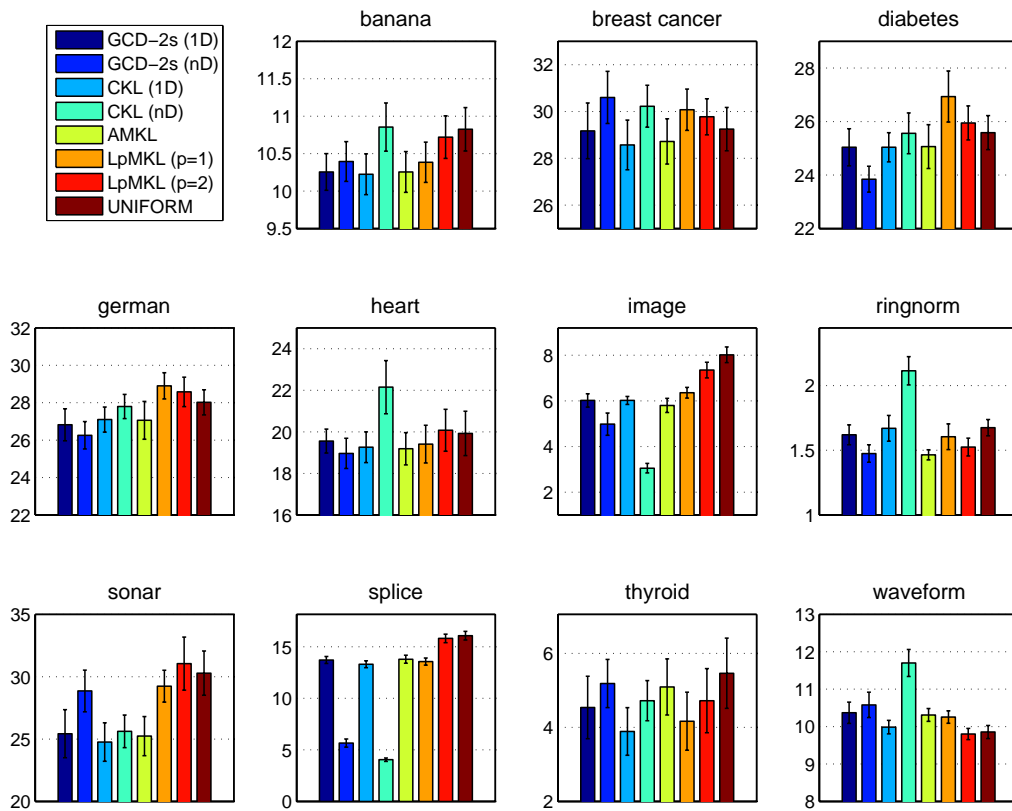 GCD−2s (1D)
GCD−2s (nD)
CKL (1D)
CKL (nD)
AMKL
LpMKL (p=1)
LpMKL (p=2)
UNIFORM
banana
12
11.5
11
10.5
10
9.5
breast cancer
32
30
28
26
diabetes
28
26
24
22
german
32
30
28
26
24
22
heart
24
22
20
18
16
image
8
6
4
2
ringnorm
2
1.5
1
sonar
35
30
25
20
splice
15
10
5
0
thyroid
6
4
2
waveform
13
12
11
10
9
8